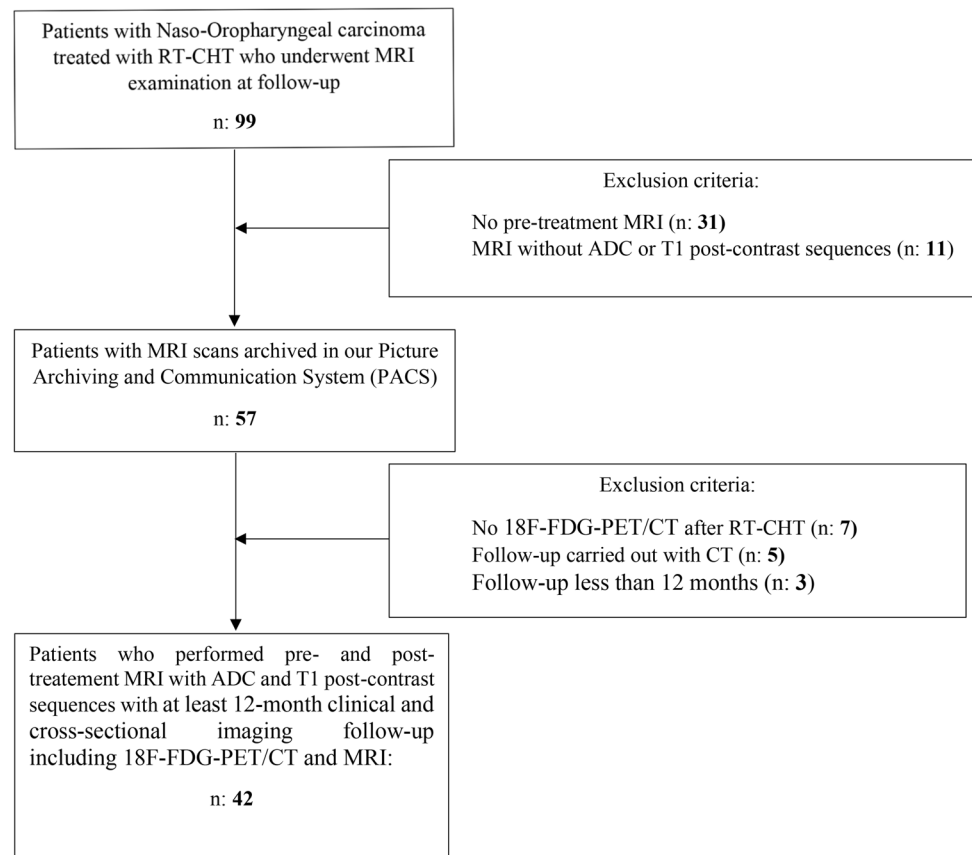 Patients with Naso-Oropharyngeal carcinoma
treated with RT-CHT who underwent MRI
examination at follow-up
n: 99
Exclusion criteria:
No pre-treatment MRI (n: 31)
MRI without ADC or T1 post-contrast sequences (n: 11)
Patients with MRI scans archived in our Picture
Archiving and Communication System (PACS)
n: 57
Exclusion criteria:
No 18F-FDG-PET/CT after RT-CHT (n: 7)
Follow-up carried out with CT (n: 5)
Follow-up less than 12 months (n: 3)
Patients who performed pre- and post-
treatement MRI with ADC and T1 post-contrast
sequences with at least 12-month clinical and
cross-sectional imaging follow-up
including 18F-FDG-PET/CT and MRI:
n: 42